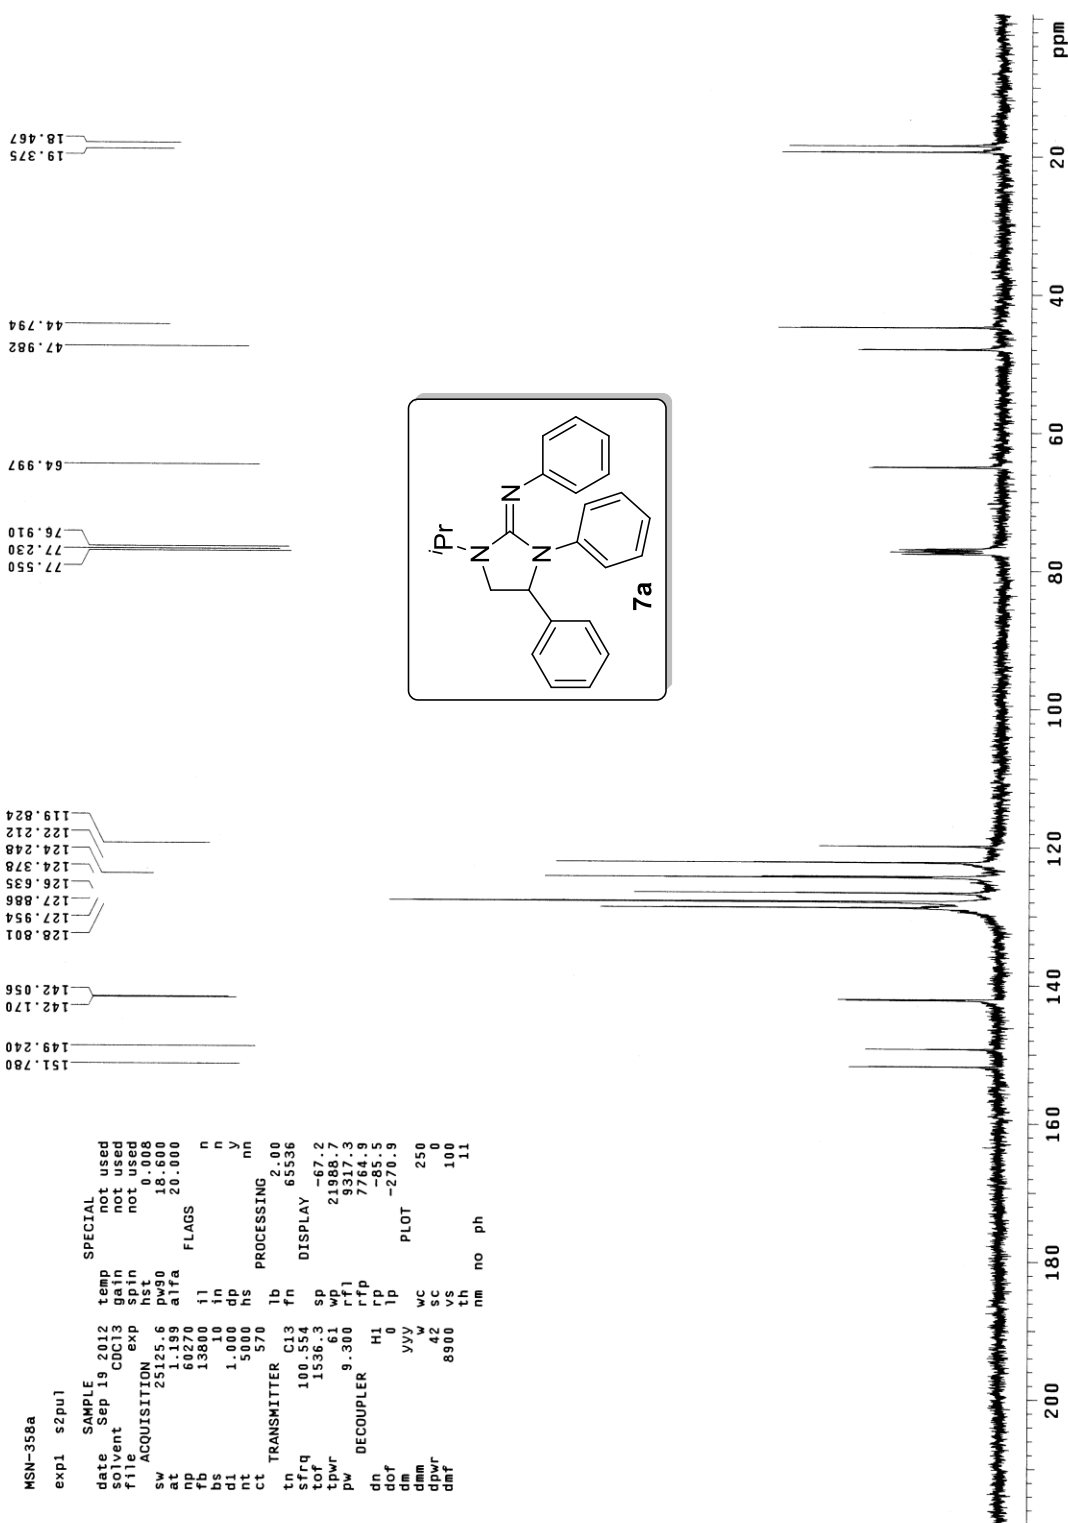 MSN-358a
exp1 s2pul
SAMPLE
date Sep 19 2012
solvent CDCl3
file exp
ACQUISITION
sw 25125.6
at 1.199
np 60270
fb 13800
bs 10
d1 1.000
nt 5000
ct 570
TRANSMITTER
tn C13
sfrq 100.554
tof 1536.3
tpwr 61
pw 9.300
DECOUPLER
dn H1
dof 0
dm yyy
dmm w
dpwr 42
dmf 8900
SPECIAL
temp not used
gain not used
spin not used
hst 0.008
pw90 18.600
alfa 20.000
FLAGS
il n
in n
dp y
hs nn
PROCESSING
lb 2.00
fn 65536
DISPLAY
sp -67.2
wp 21988.7
rfl 9317.3
rfp 7764.9
rp -85.5
lp -270.9
PLOT
wc 250
sc 0
vs 100
th 11
nm no ph
151.780
149.240
142.170
142.056
128.801
127.954
127.886
126.635
124.378
124.248
122.212
119.824
77.550
77.230
76.910
64.997
47.982
44.794
19.375
18.467
iPr
N
N
N
7a
200 180 160 140 120 100 80 60 40 20 ppm